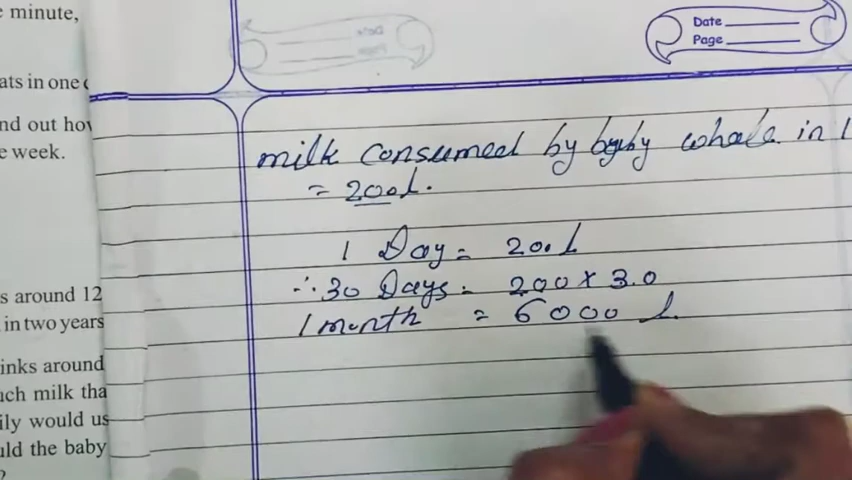 e minute,
ats in one
nd out how
e week.
s around 12
in two years
inks around
uch milk tha
ily would us
uld the baby
?
Date
Page
milk consumed by baby whale in 1
= 200 L.
1 Day = 200 L
∴ 30 Days = 200 × 30
1 month = 6000 L